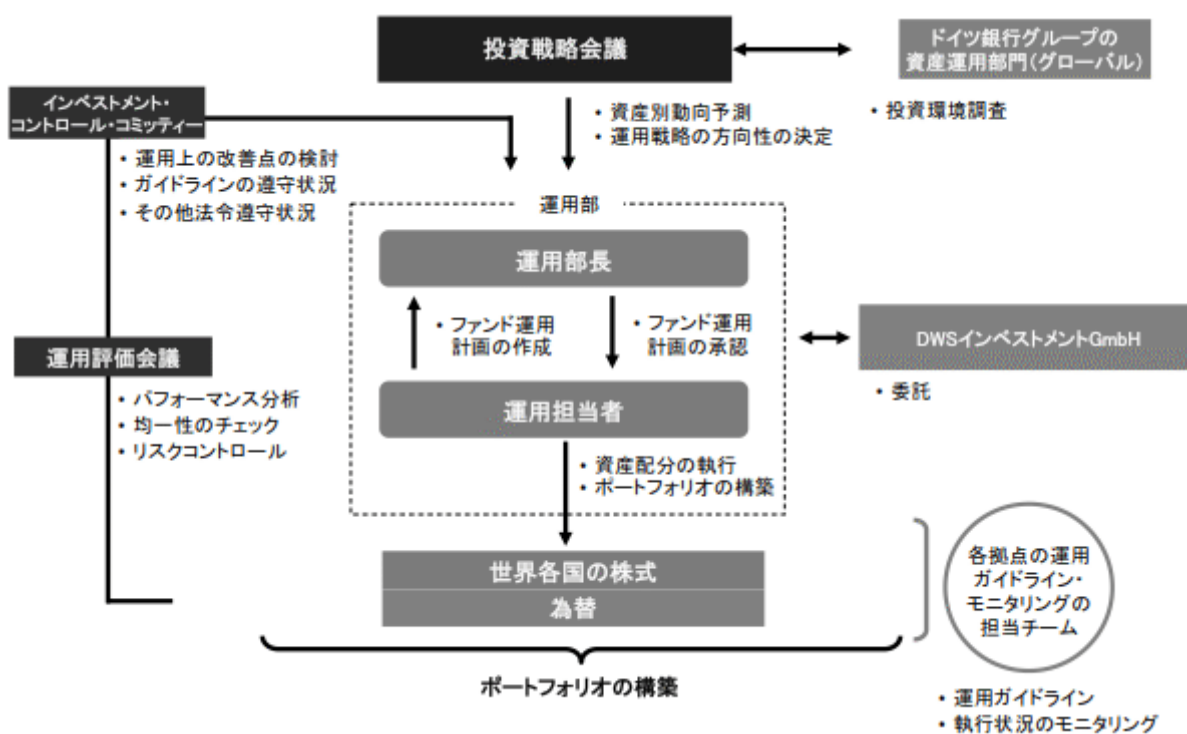 投資戦略会議
ドイツ銀行グループの
資産運用部門(グローバル)
・投資環境調査
インベストメント・
コントロール・コミッティー
・資産別動向予測
・運用戦略の方向性の決定
・運用上の改善点の検討
・ガイドラインの遵守状況
・その他法令遵守状況
運用部
運用部長
・ファンド運用
計画の作成
・ファンド運用
計画の承認
DWSインベストメントGmbH
・委託
運用評価会議
・パフォーマンス分析
・均一性のチェック
・リスクコントロール
運用担当者
・資産配分の執行
・ポートフォリオの構築
世界各国の株式
為替
各拠点の運用
ガイドライン・
モニタリングの
担当チーム
ポートフォリオの構築
・運用ガイドライン
・執行状況のモニタリング